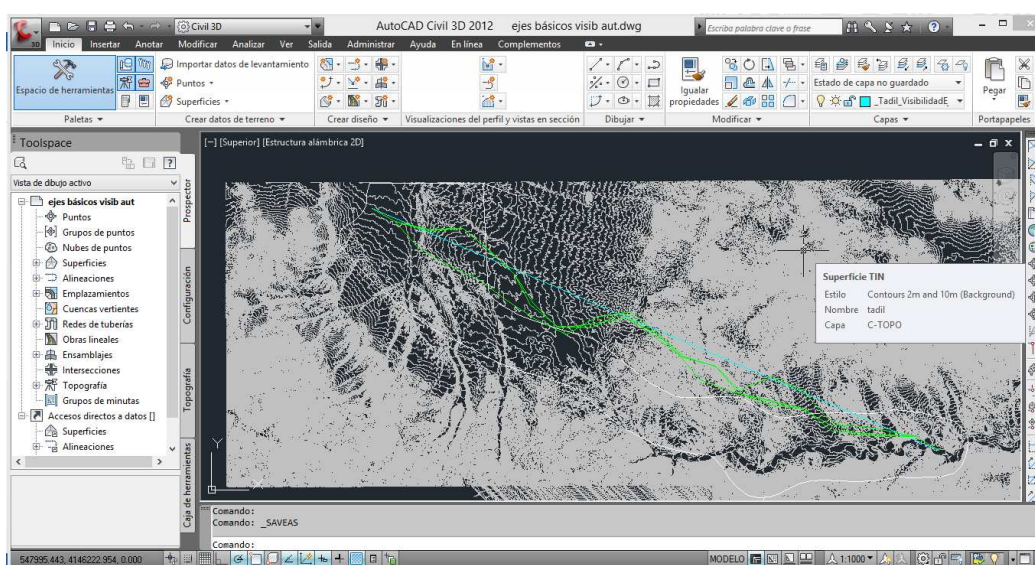 Civil 3D
AutoCAD Civil 3D 2012 ejes básicos visib aut.dwg
Escriba palabra clave o frase
3D
Inicio Insertar Anotar Modificar Analizar Ver Salida Administrar Ayuda En línea Complementos
Espacio de herramientas
Importar datos de levantamiento
Puntos
Superficies
Igualar propiedades
Estado de capa no guardado
_Tadil_VisibilidadE
Pegar
Paletas
Crear datos de terreno
Crear diseño
Visualizaciones del perfil y vistas en sección
Dibujar
Modificar
Capas
Portapapeles
Toolspace
Vista de dibujo activo
ejes básicos visib aut
Puntos
Grupos de puntos
Nubes de puntos
Superficies
Alineaciones
Emplazamientos
Cuencas vertientes
Redes de tuberías
Obras lineales
Ensamblajes
Intersecciones
Topografía
Grupos de minutas
Accesos directos a datos []
Superficies
Alineaciones
Prospector
Configuración
Topografía
Caja de herramientas
[−] [Superior] [Estructura alámbrica 2D]
Superficie TIN
Estilo Contours 2m and 10m (Background)
Nombre tadil
Capa C-TOPO
Y
X
Comando:
Comando: _SAVEAS
Comando:
547995.443, 4146222.954, 0.000
MODELO
1:1000